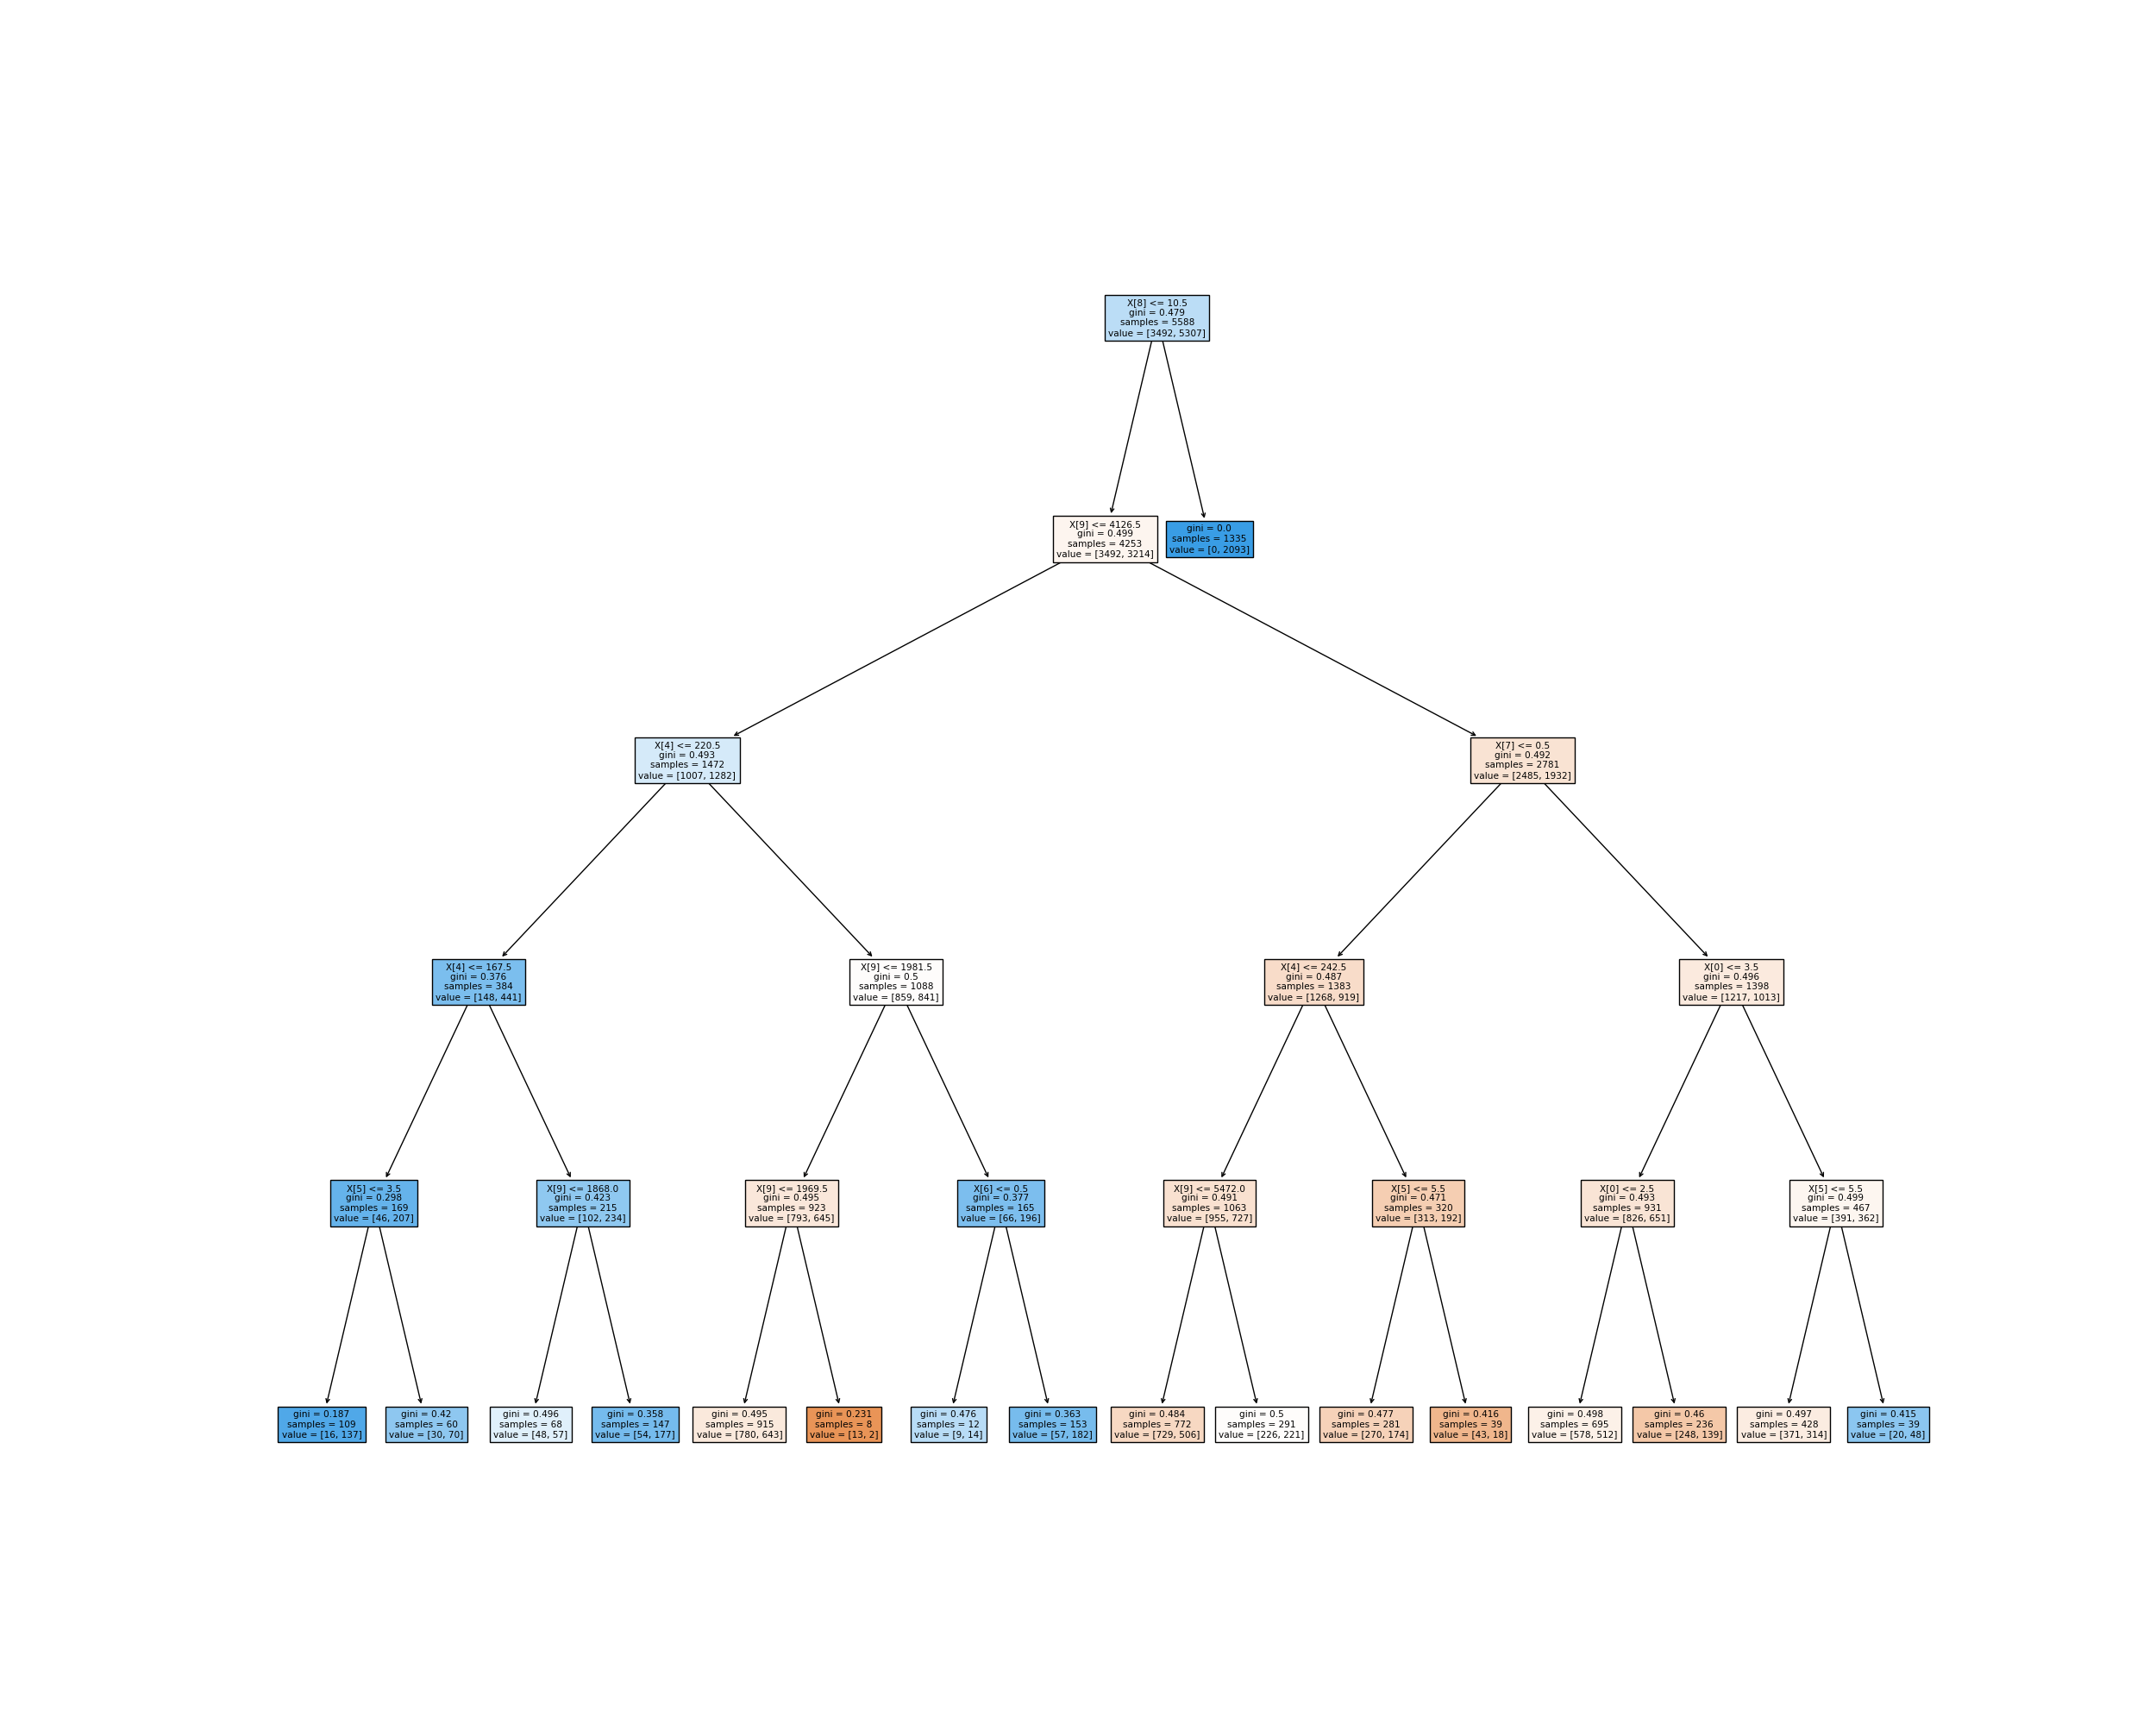 X[8] <= 10.5
gini = 0.479
samples = 5588
value = [3492, 5307]
X[9] <= 4126.5
gini = 0.499
samples = 4253
value = [3492, 3214]
gini = 0.0
samples = 1335
value = [0, 2093]
X[4] <= 220.5
gini = 0.493
samples = 1472
value = [1007, 1282]
X[7] <= 0.5
gini = 0.492
samples = 2781
value = [2485, 1932]
X[4] <= 167.5
gini = 0.376
samples = 384
value = [148, 441]
X[9] <= 1981.5
gini = 0.5
samples = 1088
value = [859, 841]
X[4] <= 242.5
gini = 0.487
samples = 1383
value = [1268, 919]
X[0] <= 3.5
gini = 0.496
samples = 1398
value = [1217, 1013]
X[5] <= 3.5
gini = 0.298
samples = 169
value = [46, 207]
X[9] <= 1868.0
gini = 0.423
samples = 215
value = [102, 234]
X[9] <= 1969.5
gini = 0.495
samples = 923
value = [793, 645]
X[6] <= 0.5
gini = 0.377
samples = 165
value = [66, 196]
X[9] <= 5472.0
gini = 0.491
samples = 1063
value = [955, 727]
X[5] <= 5.5
gini = 0.471
samples = 320
value = [313, 192]
X[0] <= 2.5
gini = 0.493
samples = 931
value = [826, 651]
X[5] <= 5.5
gini = 0.499
samples = 467
value = [391, 362]
gini = 0.187
samples = 109
value = [16, 137]
gini = 0.42
samples = 60
value = [30, 70]
gini = 0.496
samples = 68
value = [48, 57]
gini = 0.358
samples = 147
value = [54, 177]
gini = 0.495
samples = 915
value = [780, 643]
gini = 0.231
samples = 8
value = [13, 2]
gini = 0.476
samples = 12
value = [9, 14]
gini = 0.363
samples = 153
value = [57, 182]
gini = 0.484
samples = 772
value = [729, 506]
gini = 0.5
samples = 291
value = [226, 221]
gini = 0.477
samples = 281
value = [270, 174]
gini = 0.416
samples = 39
value = [43, 18]
gini = 0.498
samples = 695
value = [578, 512]
gini = 0.46
samples = 236
value = [248, 139]
gini = 0.497
samples = 428
value = [371, 314]
gini = 0.415
samples = 39
value = [20, 48]